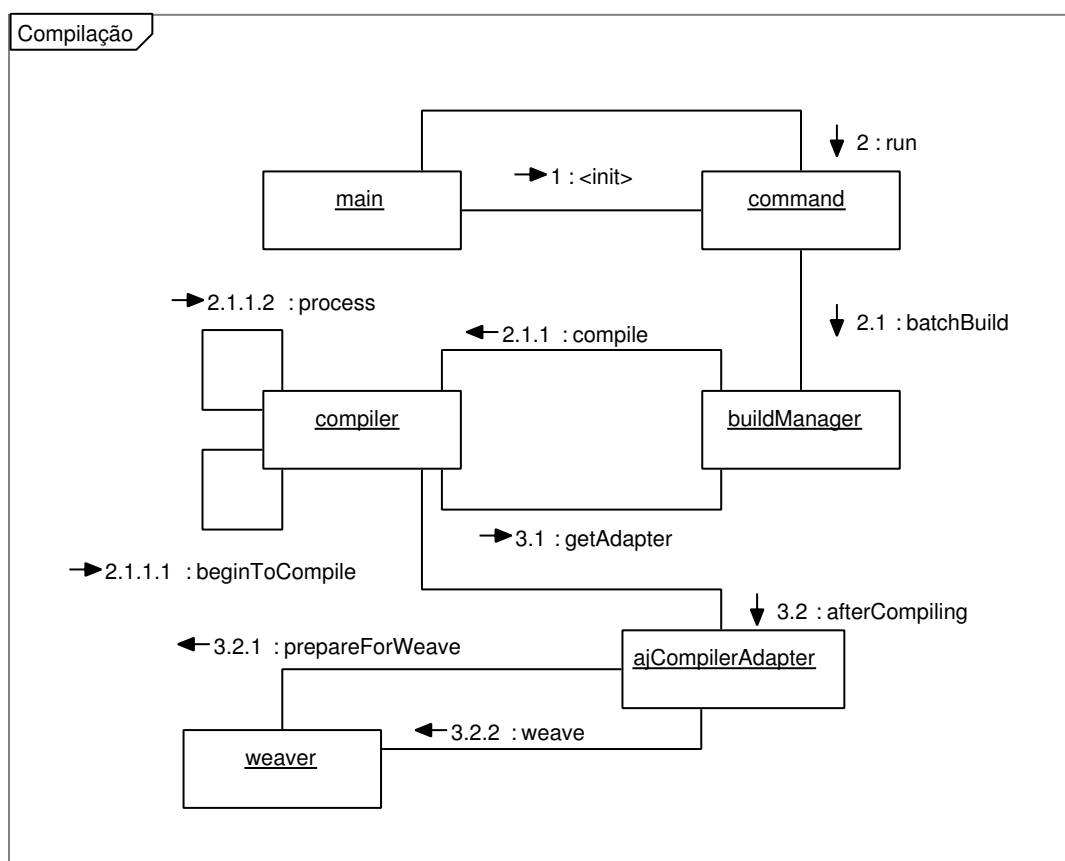 Compilação
2 : run
1 : <init>
main
command
2.1.1.2 : process
2.1 : batchBuild
2.1.1 : compile
compiler
buildManager
3.1 : getAdapter
2.1.1.1 : beginToCompile
3.2 : afterCompiling
3.2.1 : prepareForWeave
ajCompilerAdapter
3.2.2 : weave
weaver